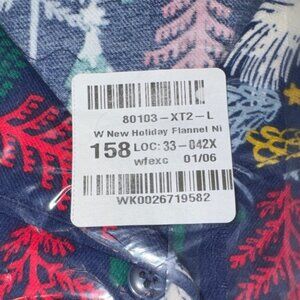 80103-XT2-L
W New Holiday Flannel Ni
158 LOC: 33-042X
wfexc 01/06
WK0026719582